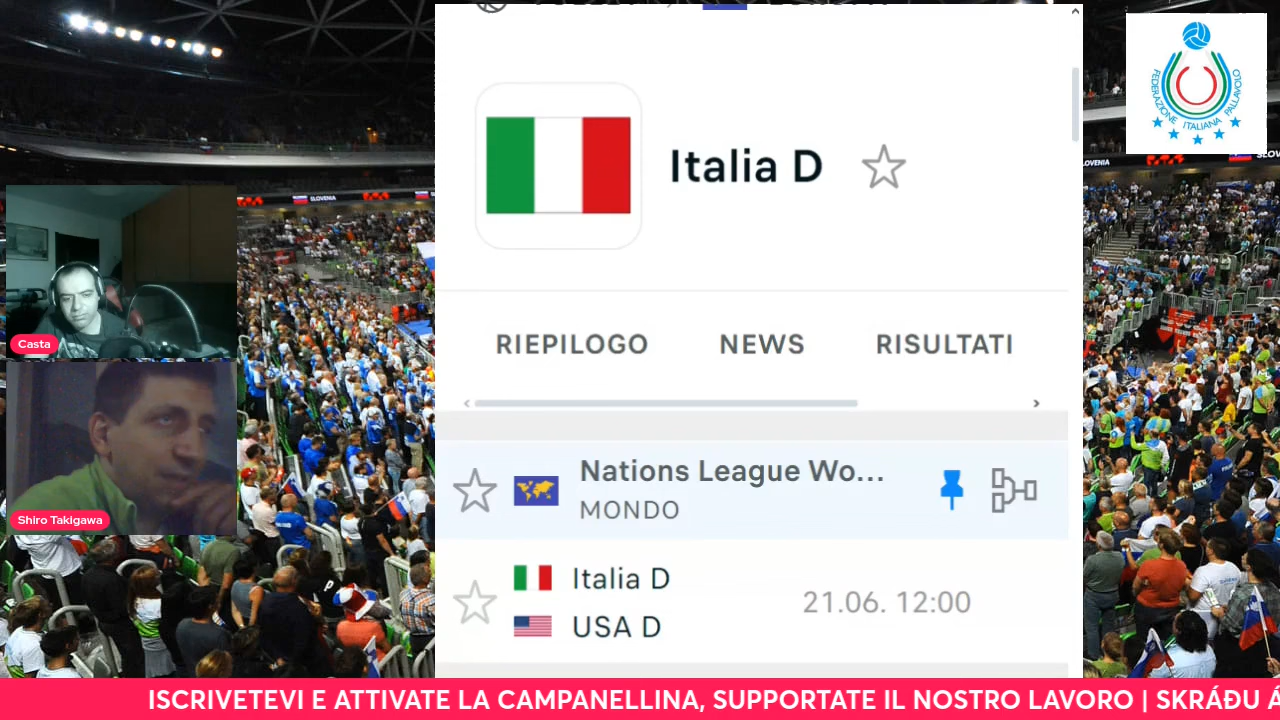 FEDERAZIONE ITALIANA PALLAVOLO
SLOVENIA
Italia D
RIEPILOGO NEWS RISULTATI
Nations League Wo...
MONDO
Italia D
21.06. 12:00
USA D
Casta
Shiro Takigawa
ISCRIVETEVI E ATTIVATE LA CAMPANELLINA, SUPPORTATE IL NOSTRO LAVORO | SKRÁÐU Á